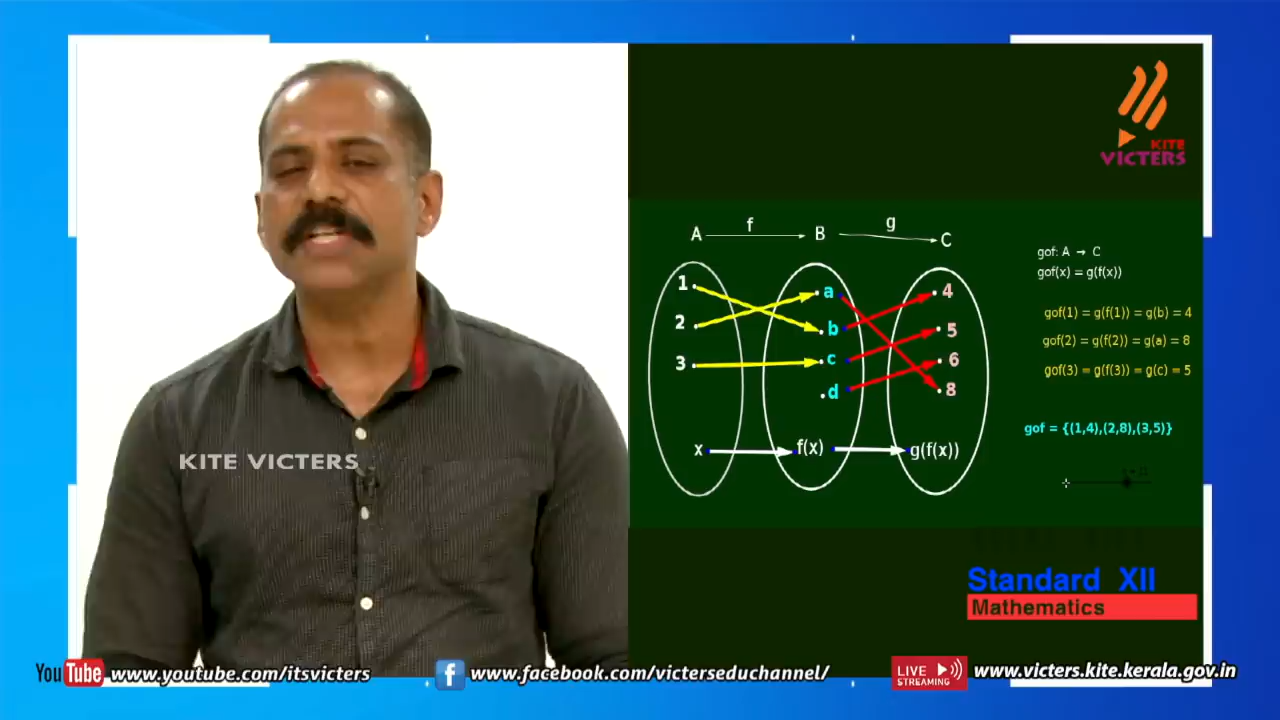 KITE
VICTERS
A f B g C
gof: A → C
gof(x) = g(f(x))
1 a 4
2 b 5
3 c 6
d 8
gof(1) = g(f(1)) = g(b) = 4
gof(2) = g(f(2)) = g(a) = 8
gof(3) = g(f(3)) = g(c) = 5
gof = {(1,4),(2,8),(3,5)}
x f(x) g(f(x))
KITE VICTERS
Standard XII
Mathematics
YouTube www.youtube.com/itsvicters
f www.facebook.com/victerseduchannel/
LIVE STREAMING www.victers.kite.kerala.gov.in